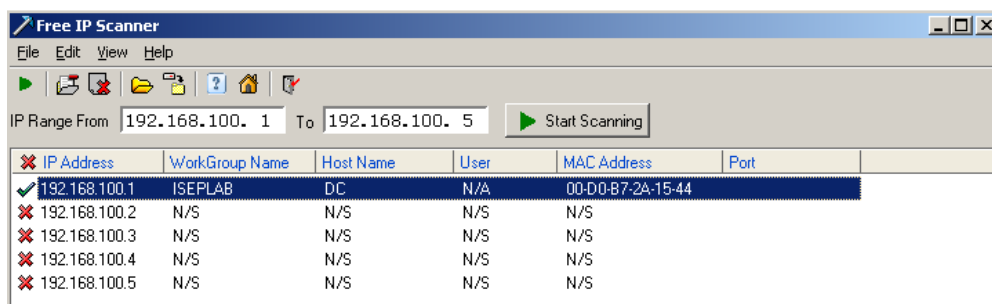 Free IP Scanner
File Edit View Help
IP Range From 192.168.100. 1 To 192.168.100. 5 Start Scanning
IP Address WorkGroup Name Host Name User MAC Address Port
192.168.100.1 ISEPLAB DC N/A 00-D0-B7-2A-15-44
192.168.100.2 N/S N/S N/S N/S
192.168.100.3 N/S N/S N/S N/S
192.168.100.4 N/S N/S N/S N/S
192.168.100.5 N/S N/S N/S N/S